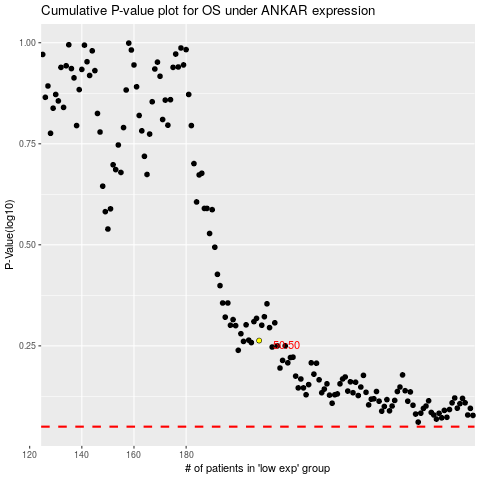 Cumulative P-value plot for OS under ANKAR expression
P-Value(log10)
1.00
0.75
0.50
0.25
50:50
120 140 160 180
# of patients in 'low exp' group